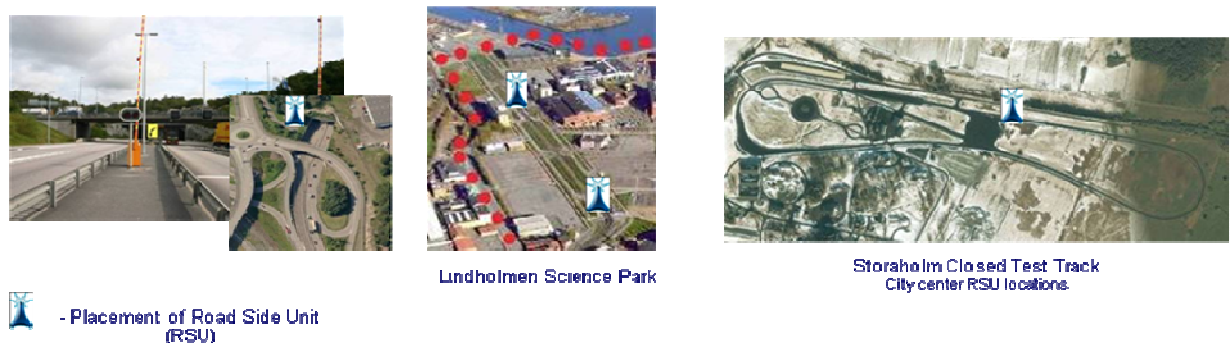 Lindholmen Science Park
Storaholm Closed Test Track
City center RSU locations
- Placement of Road Side Unit
(RSU)